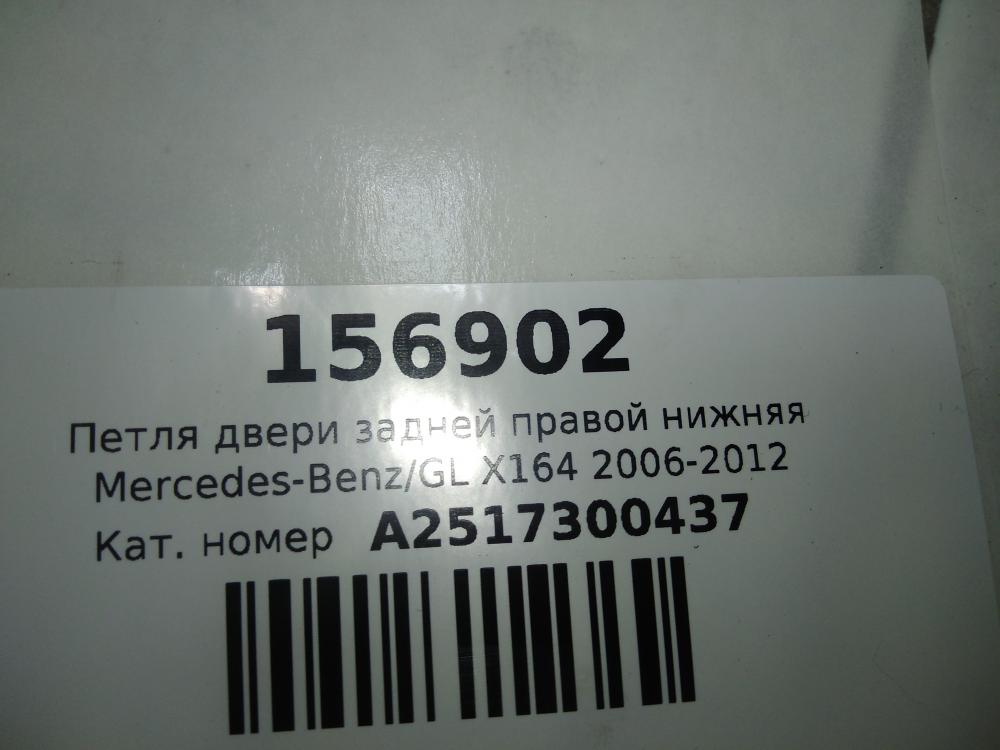 156902
Петля двери задней правой нижняя
Mercedes-Benz/GL X164 2006-2012
Кат. номер A2517300437